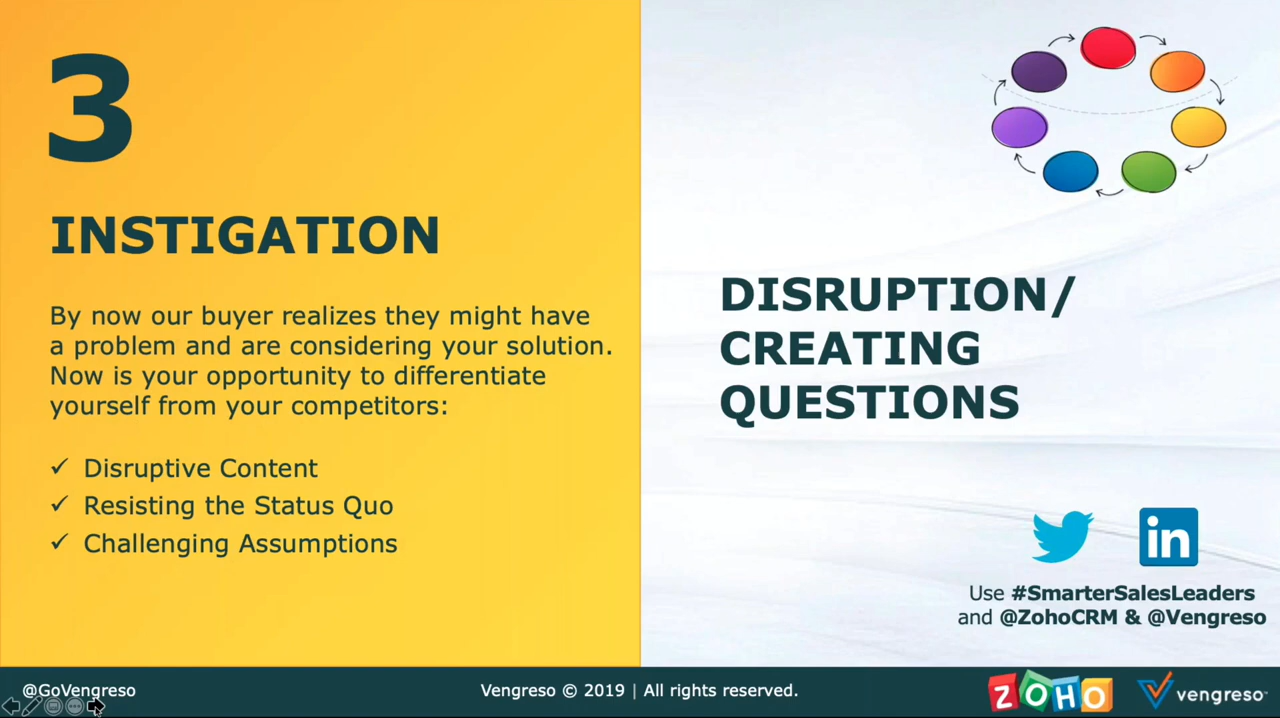 3
INSTIGATION
By now our buyer realizes they might have
a problem and are considering your solution.
Now is your opportunity to differentiate
yourself from your competitors:
✓ Disruptive Content
✓ Resisting the Status Quo
✓ Challenging Assumptions
DISRUPTION/
CREATING
QUESTIONS
in
Use #SmarterSalesLeaders
and @ZohoCRM & @Vengreso
@GoVengreso
Vengreso © 2019 | All rights reserved.
ZOHO
vengreso™